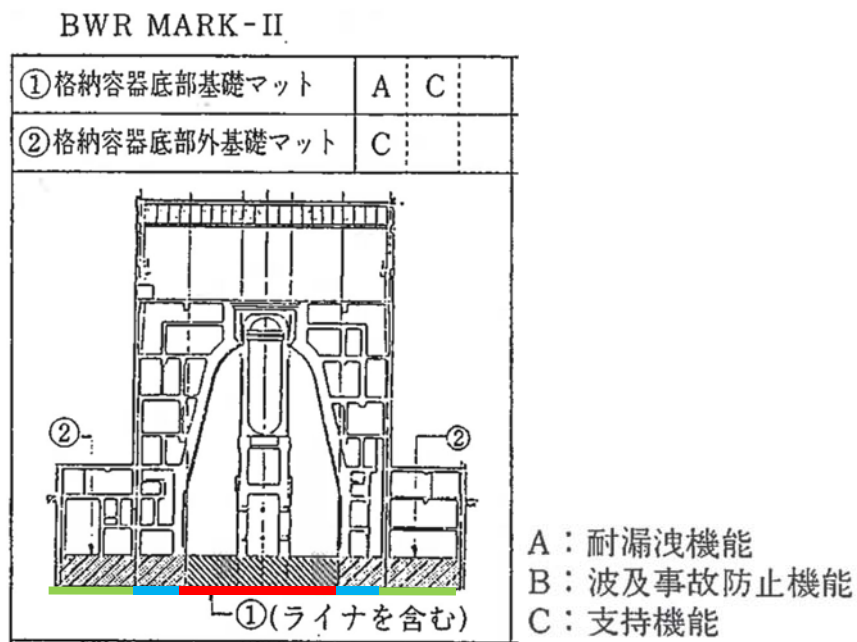 BWR MARK-II
①格納容器底部基礎マット A C
②格納容器底部外基礎マット C
② ②
①(ライナを含む)
A：耐漏洩機能
B：波及事故防止機能
C：支持機能